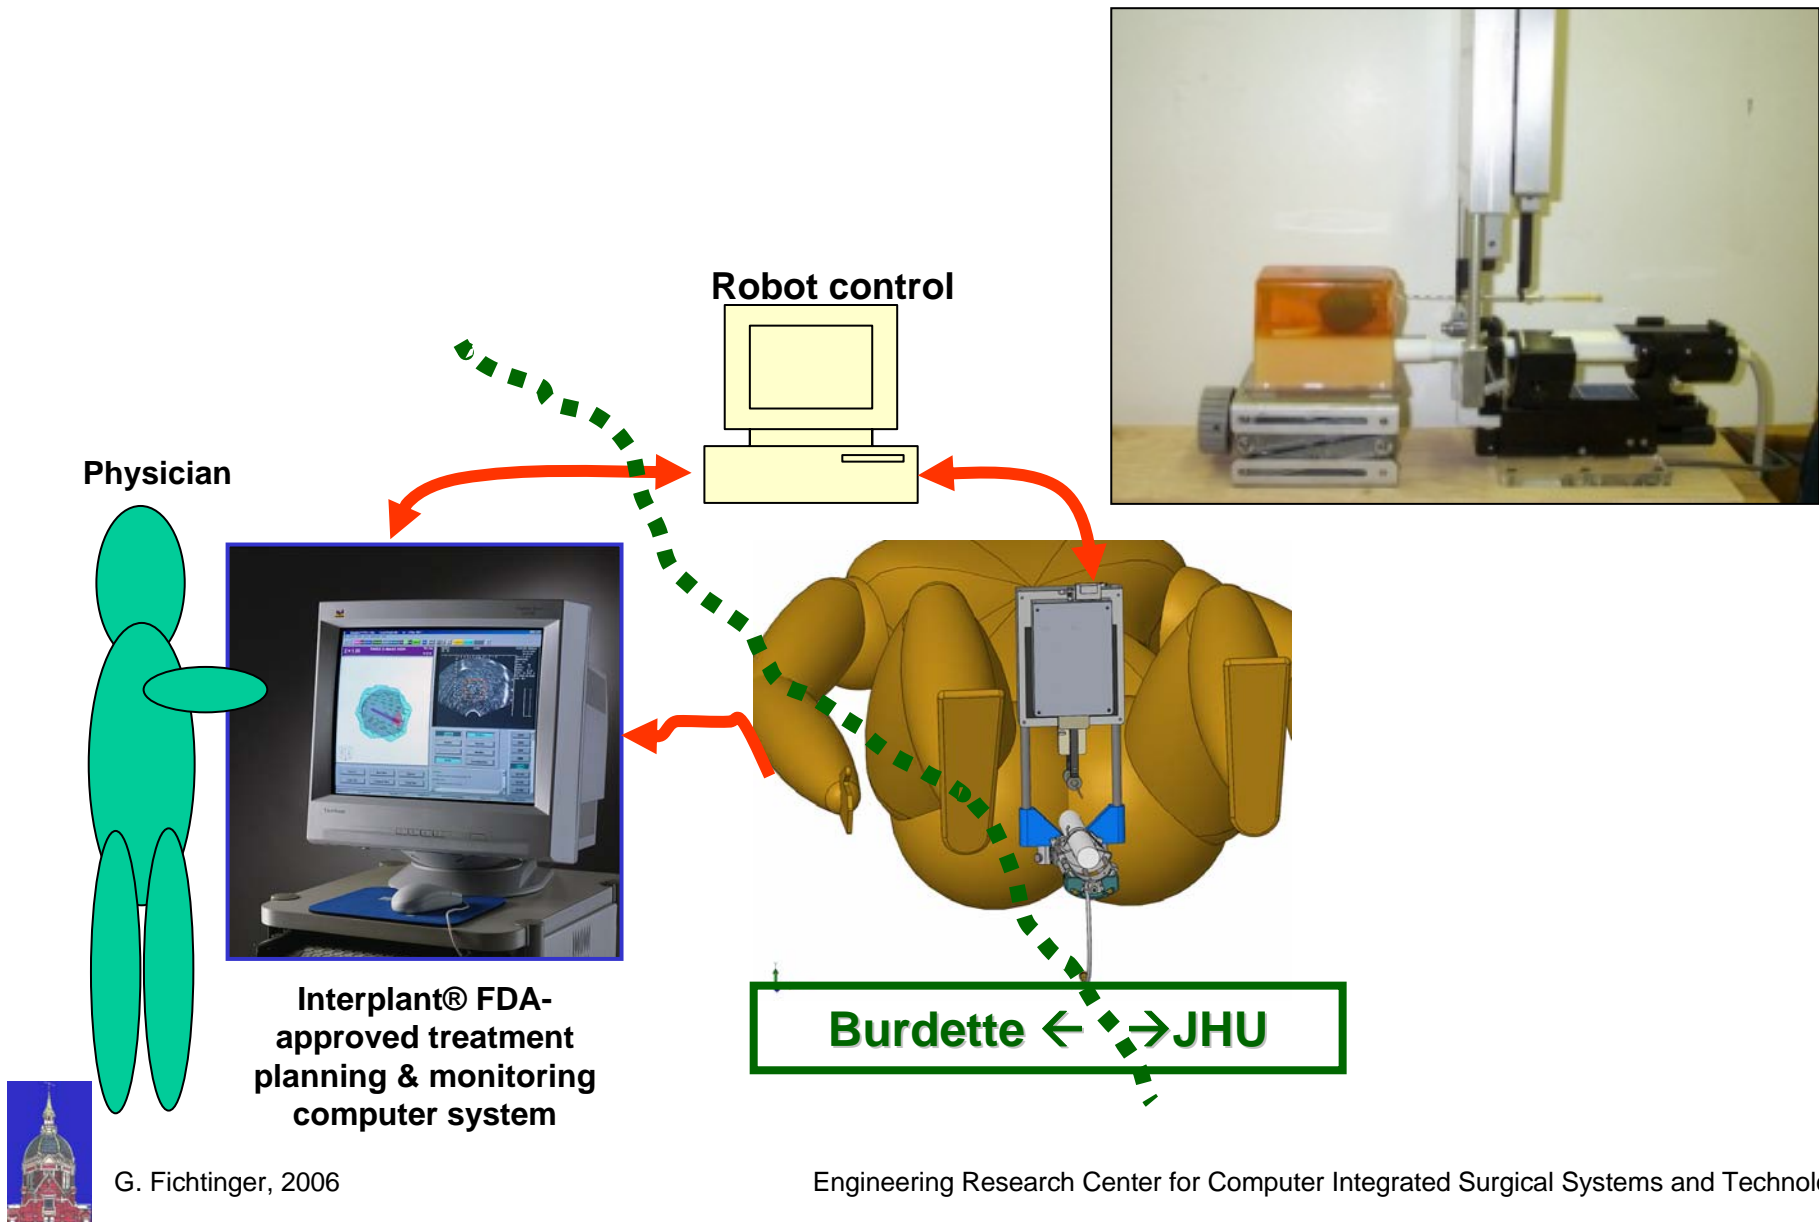 Robot control
Physician
Interplant® FDA-
approved treatment
planning & monitoring
computer system
Burdette ← →JHU
G. Fichtinger, 2006
Engineering Research Center for Computer Integrated Surgical Systems and Technol